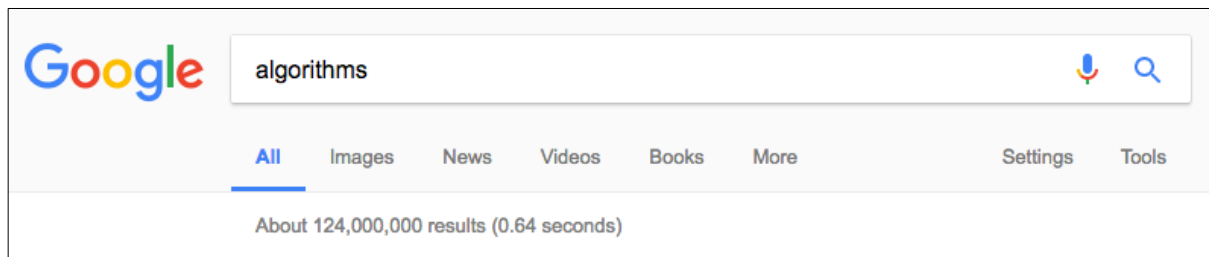 Google algorithms
All Images News Videos Books More Settings Tools
About 124,000,000 results (0.64 seconds)